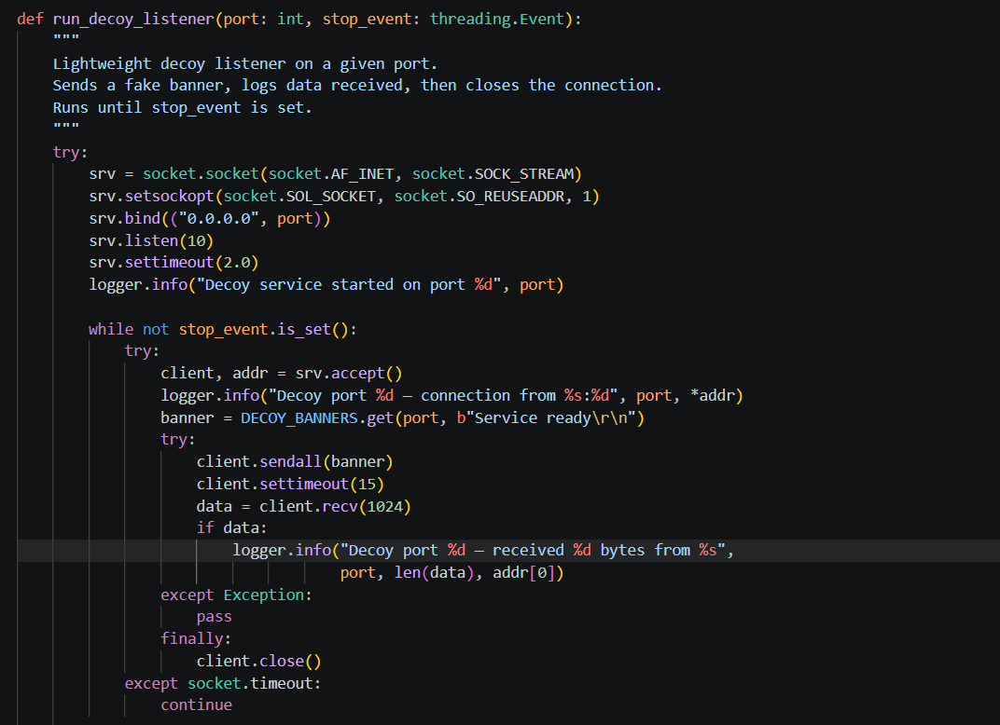 def run_decoy_listener(port: int, stop_event: threading.Event):
    """
    Lightweight decoy listener on a given port.
    Sends a fake banner, logs data received, then closes the connection.
    Runs until stop_event is set.
    """
    try:
        srv = socket.socket(socket.AF_INET, socket.SOCK_STREAM)
        srv.setsockopt(socket.SOL_SOCKET, socket.SO_REUSEADDR, 1)
        srv.bind(("0.0.0.0", port))
        srv.listen(10)
        srv.settimeout(2.0)
        logger.info("Decoy service started on port %d", port)

        while not stop_event.is_set():
            try:
                client, addr = srv.accept()
                logger.info("Decoy port %d — connection from %s:%d", port, *addr)
                banner = DECOY_BANNERS.get(port, b"Service ready\r\n")
                try:
                    client.sendall(banner)
                    client.settimeout(15)
                    data = client.recv(1024)
                    if data:
                        logger.info("Decoy port %d — received %d bytes from %s",
                                    port, len(data), addr[0])
                except Exception:
                    pass
                finally:
                    client.close()
            except socket.timeout:
                continue